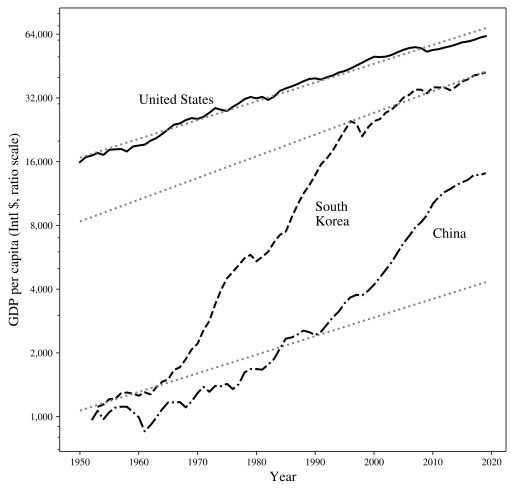 64,000
32,000
16,000
8,000
4,000
2,000
1,000
GDP per capita (Intl $, ratio scale)
United States
South
Korea
China
1950 1960 1970 1980 1990 2000 2010 2020
Year